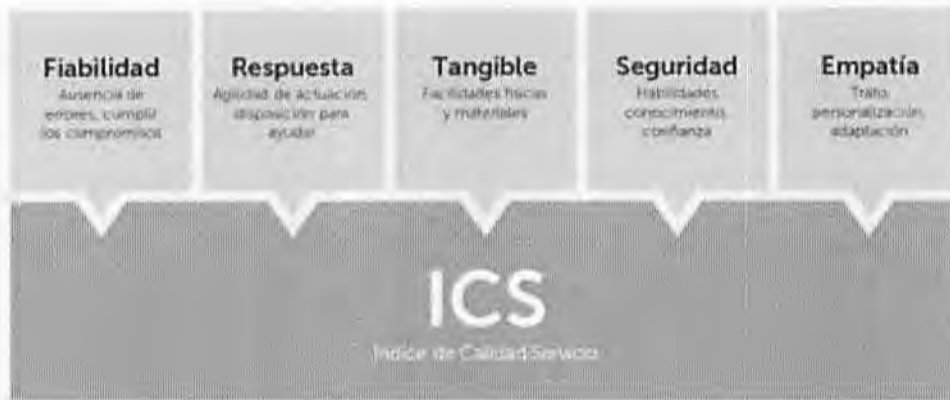 Fiabilidad
Ausencia de
errores, cumplir
los compromisos
Respuesta
Agilidad de actuación,
disposición para
ayudar
Tangible
Facilidades físicas
y materiales
Seguridad
Habilidades,
conocimiento,
confianza
Empatía
Trato,
personalización,
adaptación
ICS
Índice de Calidad Servicio